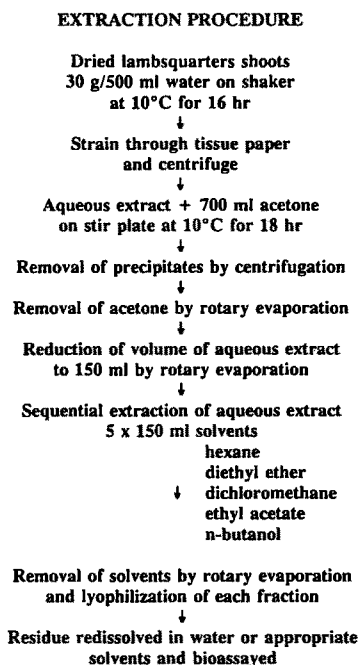 EXTRACTION PROCEDURE
Dried lambsquarters shoots
30 g/500 ml water on shaker
at 10°C for 16 hr
↓
Strain through tissue paper
and centrifuge
↓
Aqueous extract + 700 ml acetone
on stir plate at 10°C for 18 hr
↓
Removal of precipitates by centrifugation
↓
Removal of acetone by rotary evaporation
↓
Reduction of volume of aqueous extract
to 150 ml by rotary evaporation
↓
Sequential extraction of aqueous extract
5 x 150 ml solvents
hexane
diethyl ether
↓ dichloromethane
ethyl acetate
n-butanol
Removal of solvents by rotary evaporation
and lyophilization of each fraction
↓
Residue redissolved in water or appropriate
solvents and bioassayed